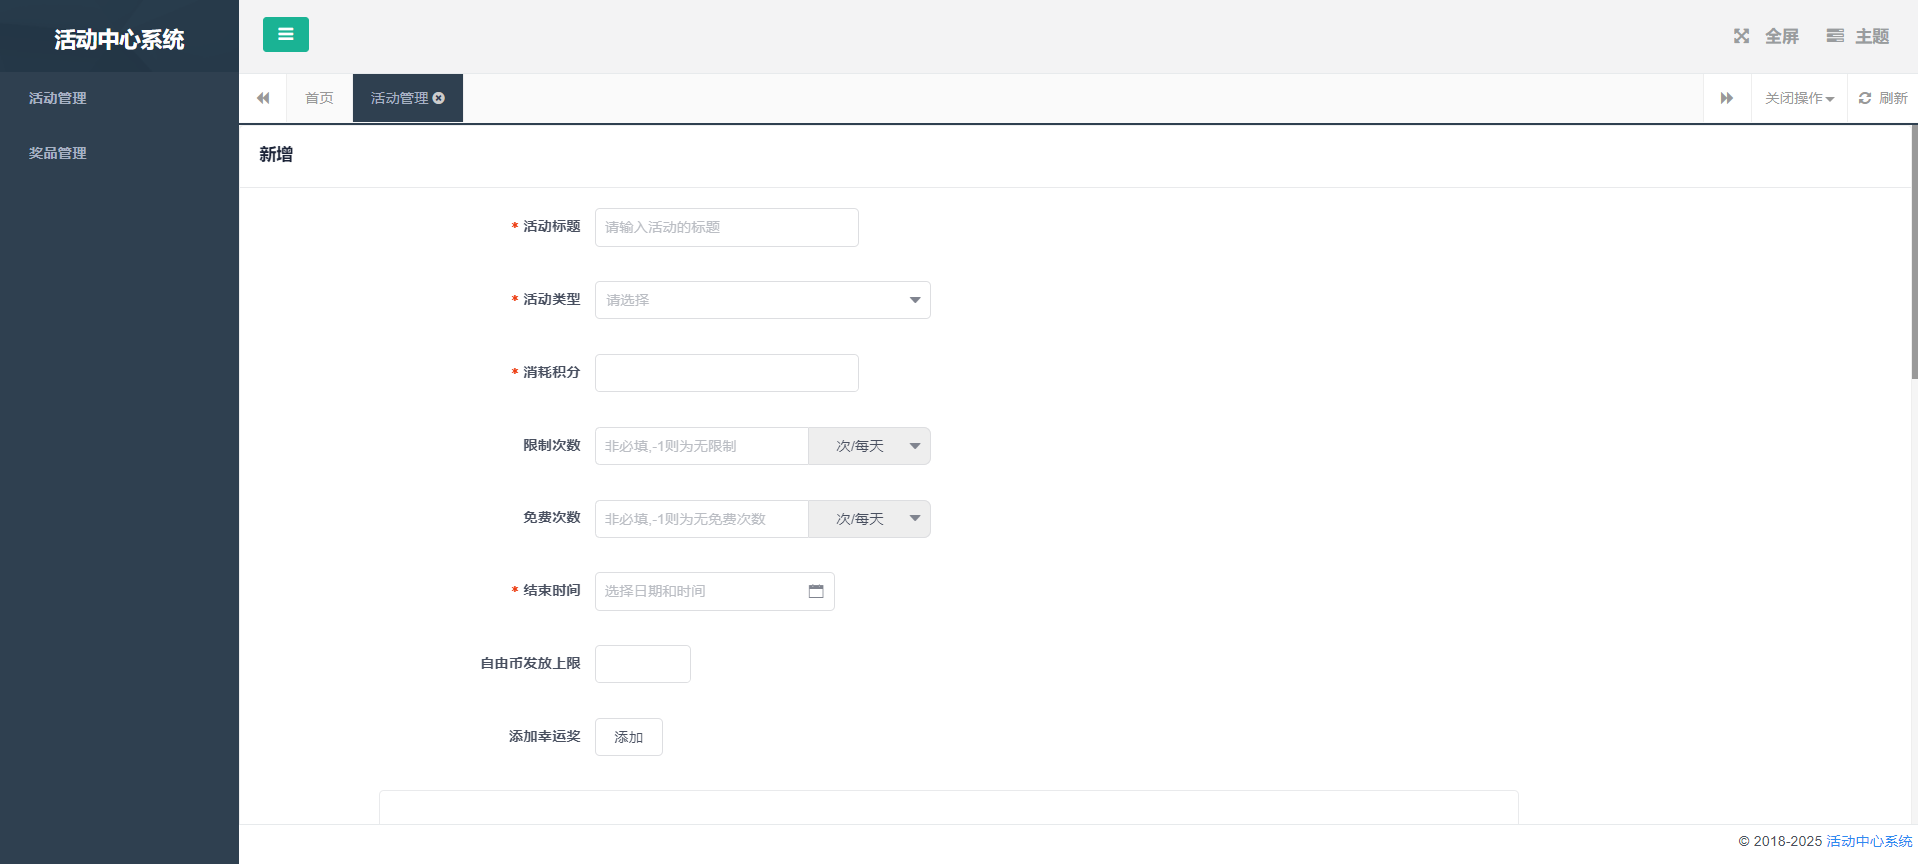 活动中心系统
全屏 主题
活动管理
奖品管理
首页 活动管理 关闭操作 刷新
新增
* 活动标题 请输入活动的标题
* 活动类型 请选择
* 消耗积分
限制次数 非必填,-1则为无限制 次/每天
免费次数 非必填,-1则为无免费次数 次/每天
* 结束时间 选择日期和时间
自由币发放上限
添加幸运奖 添加
© 2018-2025 活动中心系统